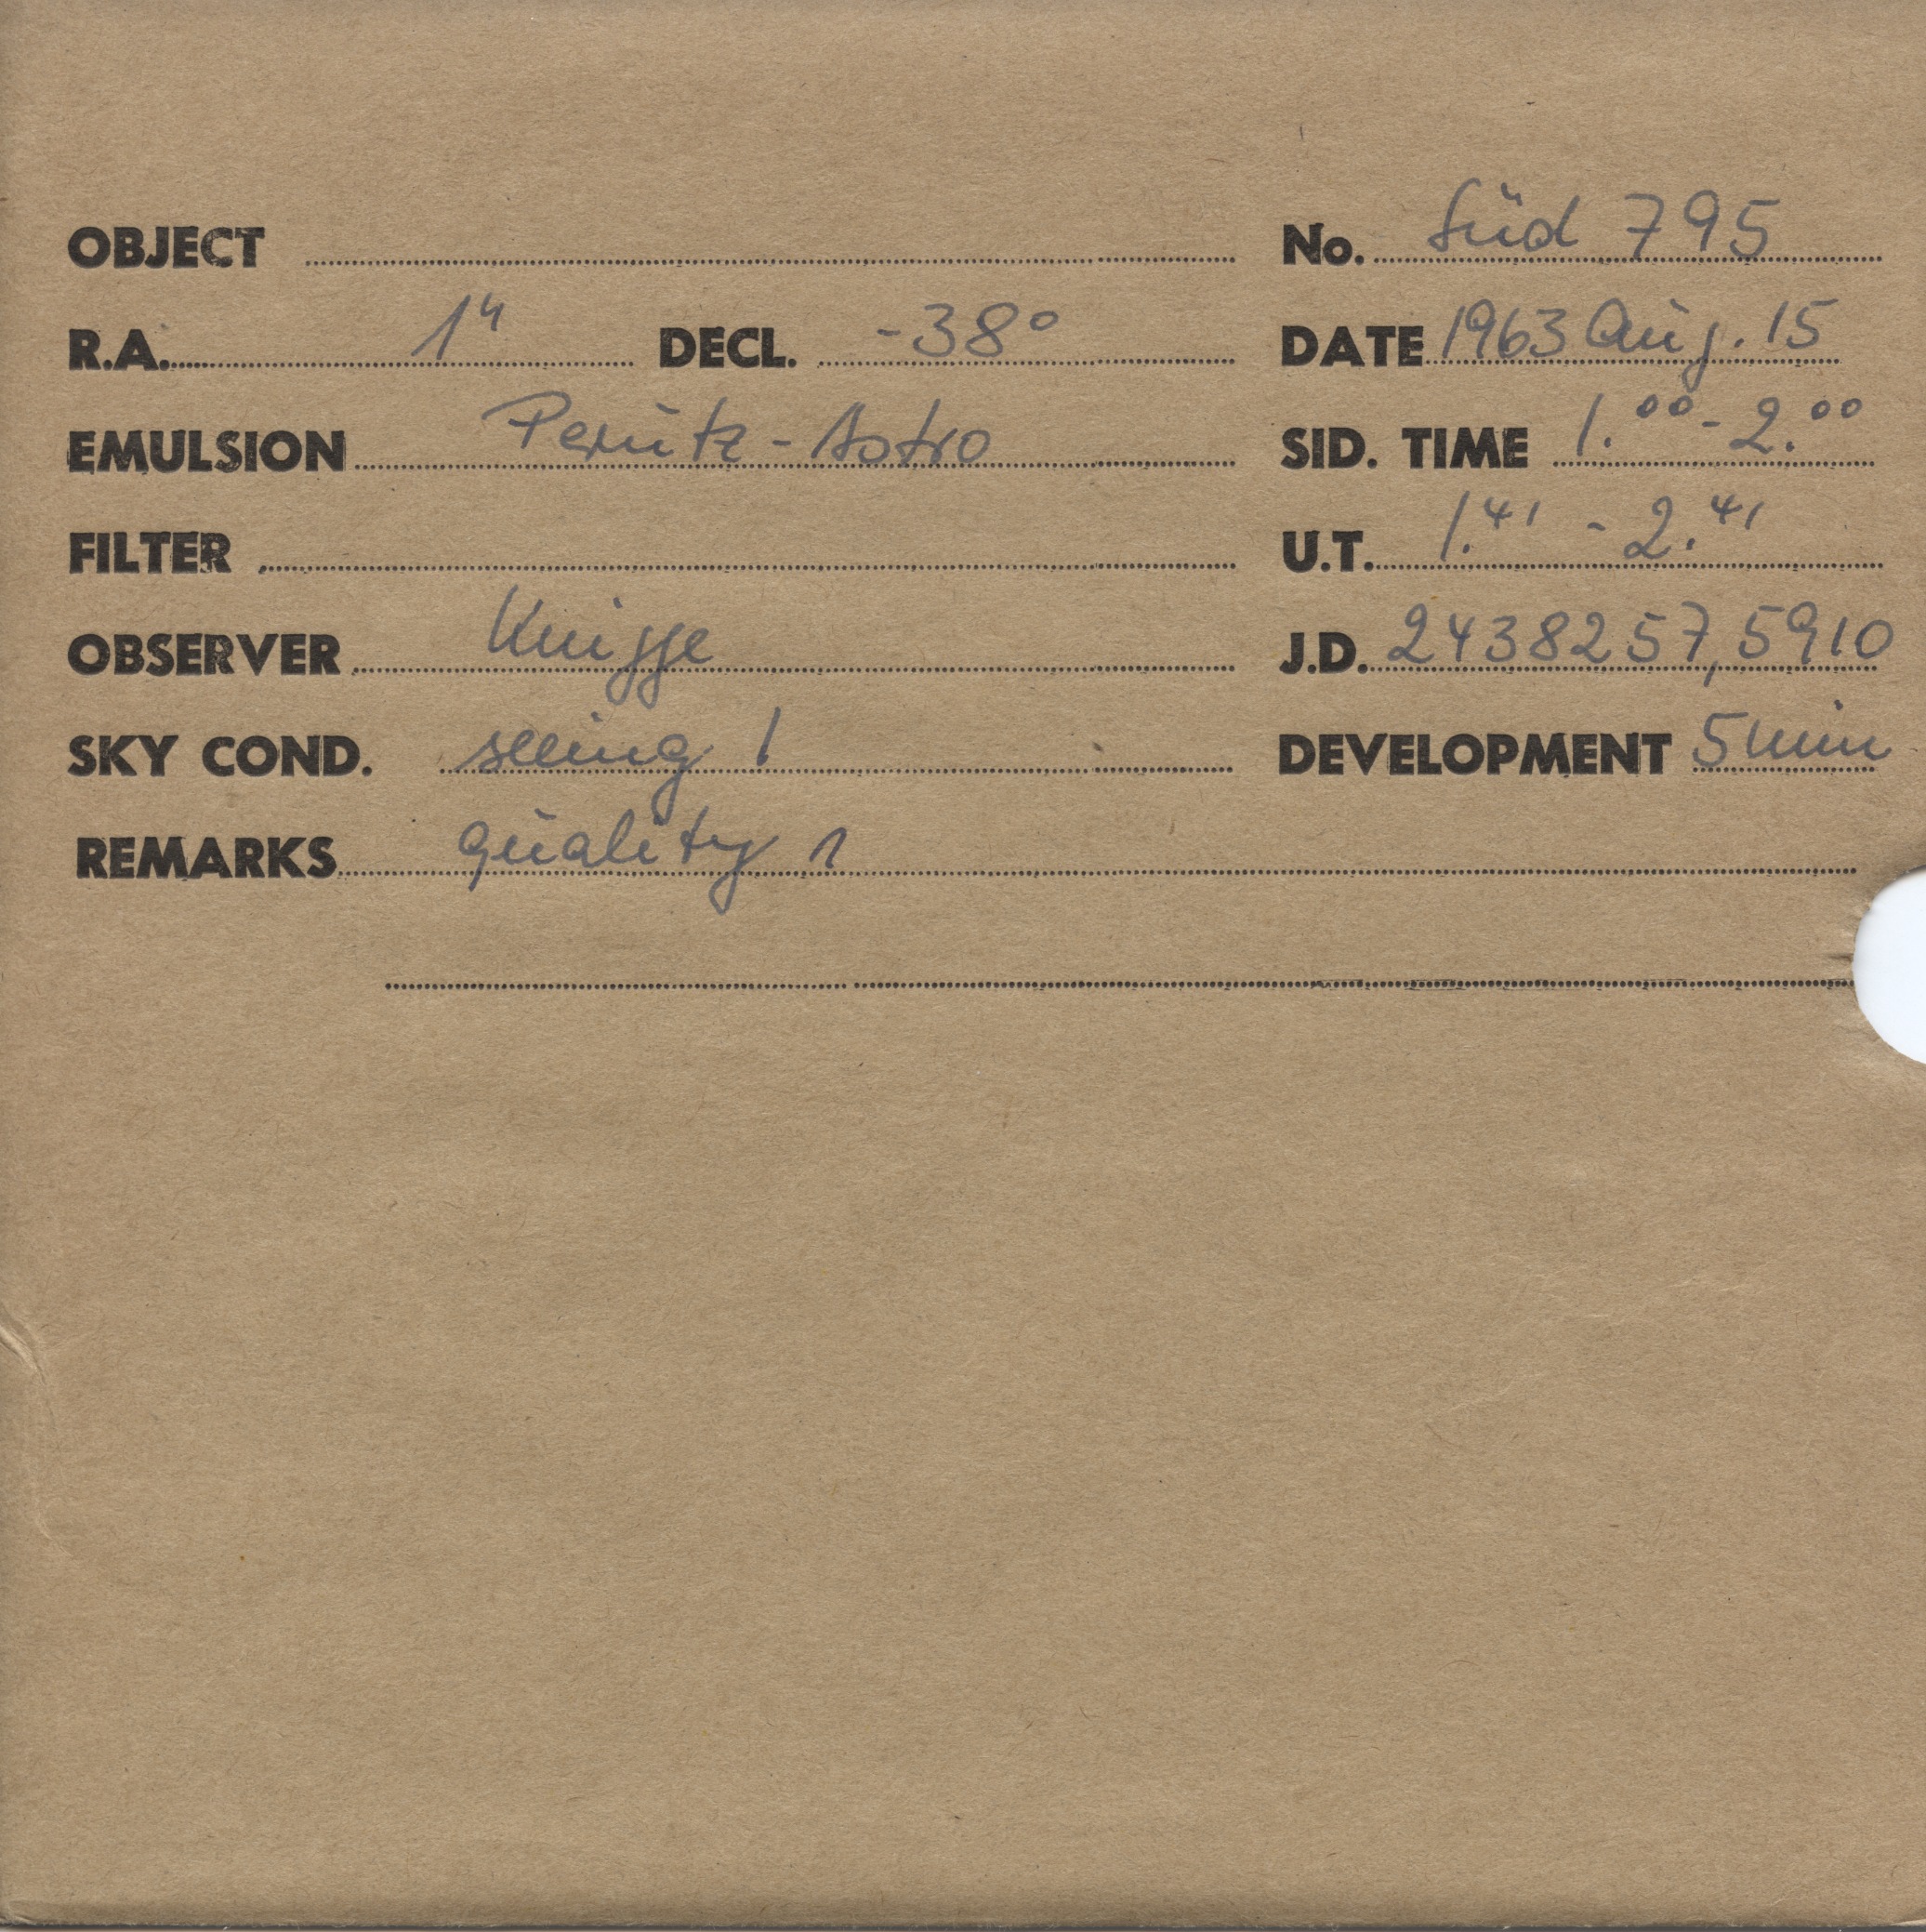 OBJECT No. Süd 795
R.A. 1h DECL. -38° DATE 1963 Aug. 15
EMULSION Perutz-Astro SID. TIME 1.00 - 2.00
FILTER U.T. 1.41 - 2.41
OBSERVER Knigge J.D. 2438257,5910
SKY COND. seeing 1 DEVELOPMENT 5 min
REMARKS quality 1